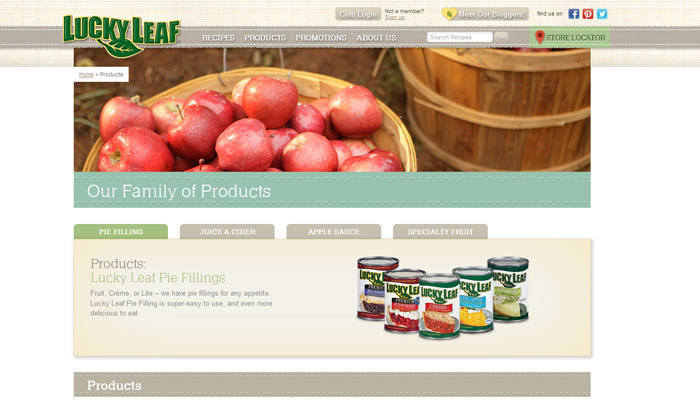 LUCKY LEAF
Club Login
Not a member?
Sign up
Meet Our Bloggers!
find us on
RECIPES PRODUCTS PROMOTIONS ABOUT US
Search Recipes
STORE LOCATOR
Home > Products
Our Family of Products
PIE FILLING
JUICE & CIDER
APPLE SAUCE
SPECIALTY FRUIT
Products:
Lucky Leaf Pie Fillings
Fruit, Crème, or Lite – we have pie fillings for any appetite.
Lucky Leaf Pie Filling is super-easy to use, and even more
delicious to eat.
LUCKY LEAF
LUCKY LEAF
LUCKY LEAF
LUCKY LEAF
LUCKY LEAF
PREMIUM
PREMIUM
CHERRY
Products